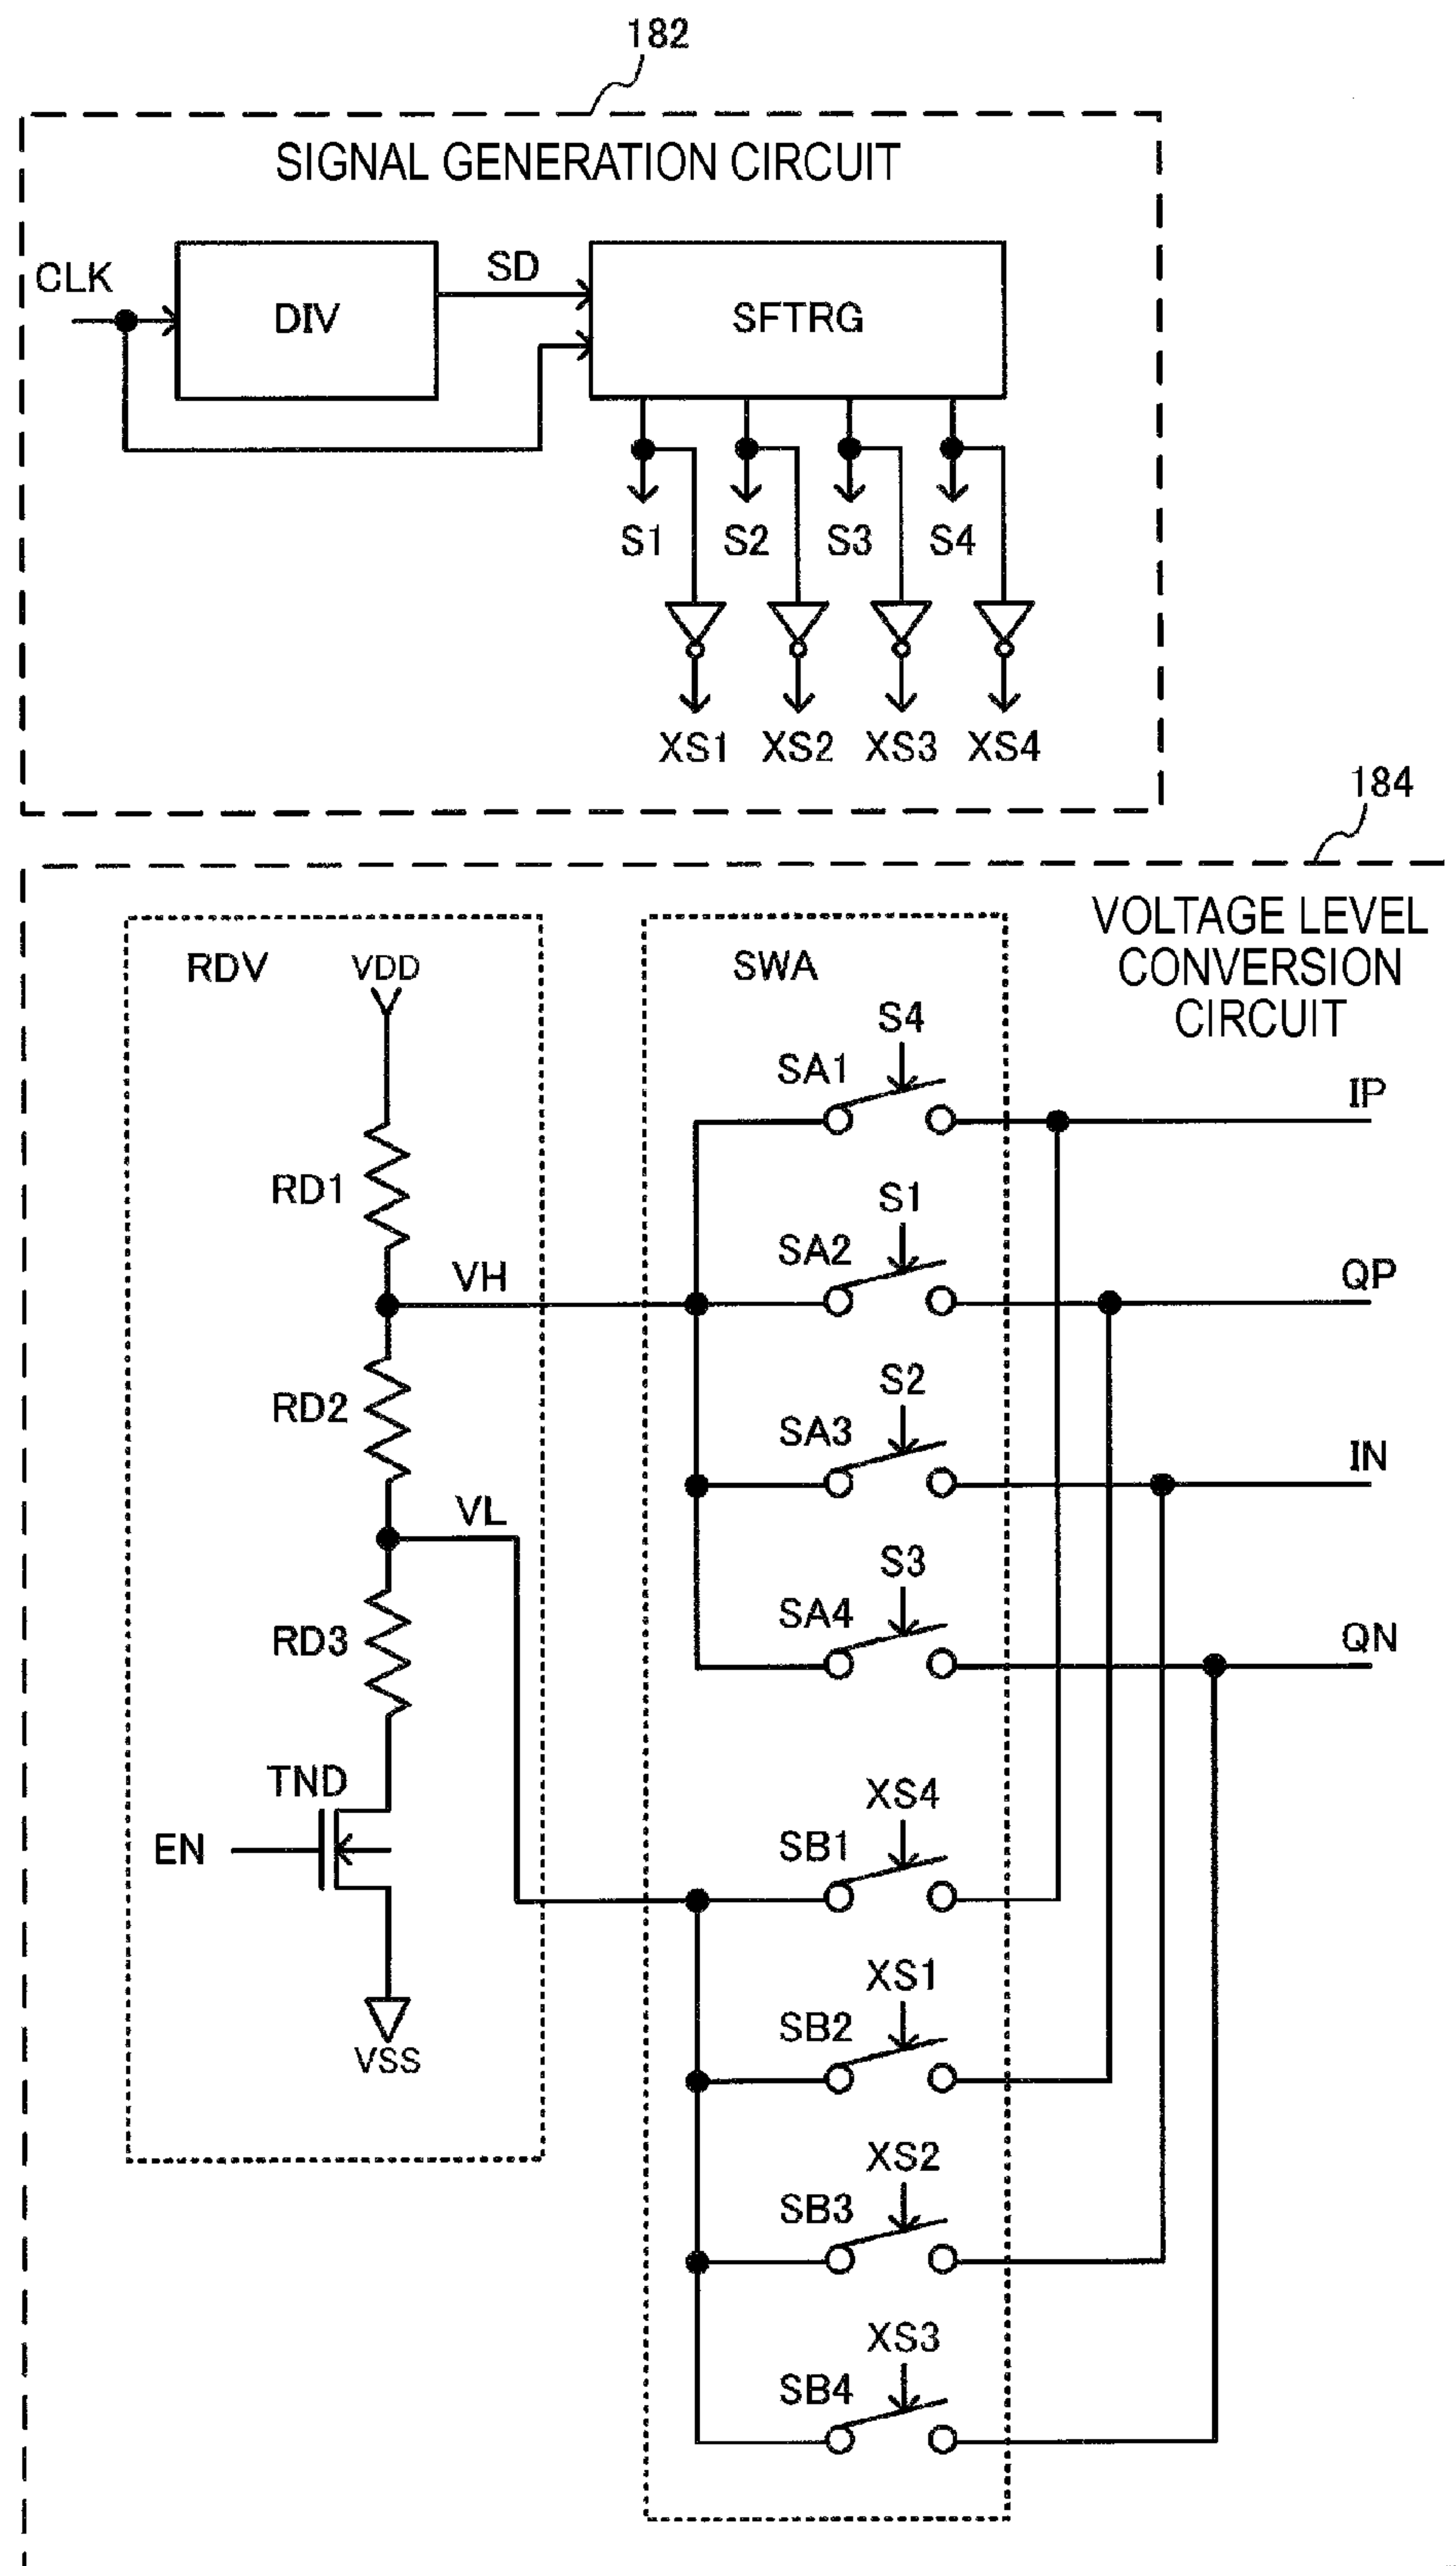 182
SIGNAL GENERATION CIRCUIT
CLK
DIV
SD
SFTRG
S1 S2 S3 S4
XS1 XS2 XS3 XS4
184
VOLTAGE LEVEL
CONVERSION
CIRCUIT
RDV
VDD
RD1
VH
RD2
VL
RD3
TND
EN
VSS
SWA
S4
SA1
IP
S1
SA2
QP
S2
SA3
IN
S3
SA4
QN
XS4
SB1
XS1
SB2
XS2
SB3
XS3
SB4